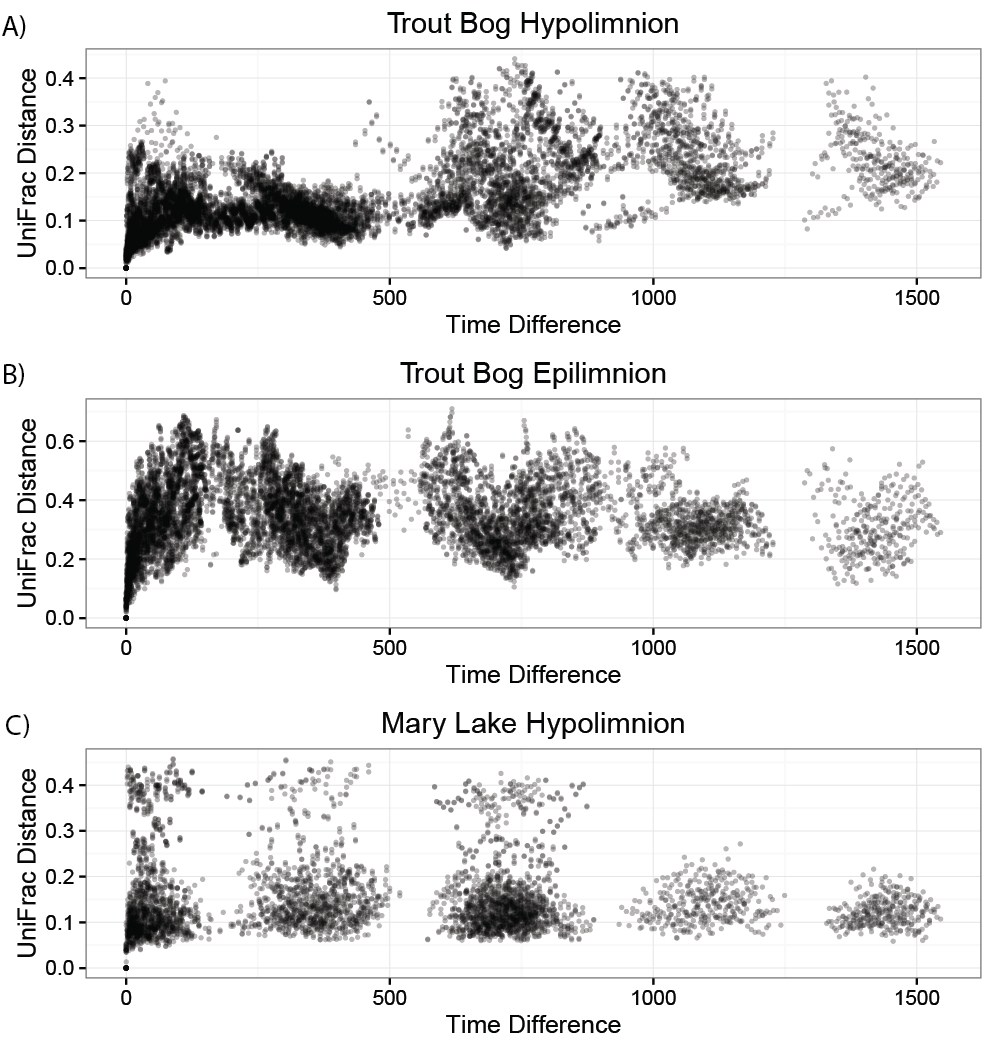 A)
Trout Bog Hypolimnion
UniFrac Distance
0.4
0.3
0.2
0.1
0.0
0 500 1000 1500
Time Difference
B)
Trout Bog Epilimnion
UniFrac Distance
0.6
0.4
0.2
0.0
0 500 1000 1500
Time Difference
C)
Mary Lake Hypolimnion
UniFrac Distance
0.4
0.3
0.2
0.1
0.0
0 500 1000 1500
Time Difference